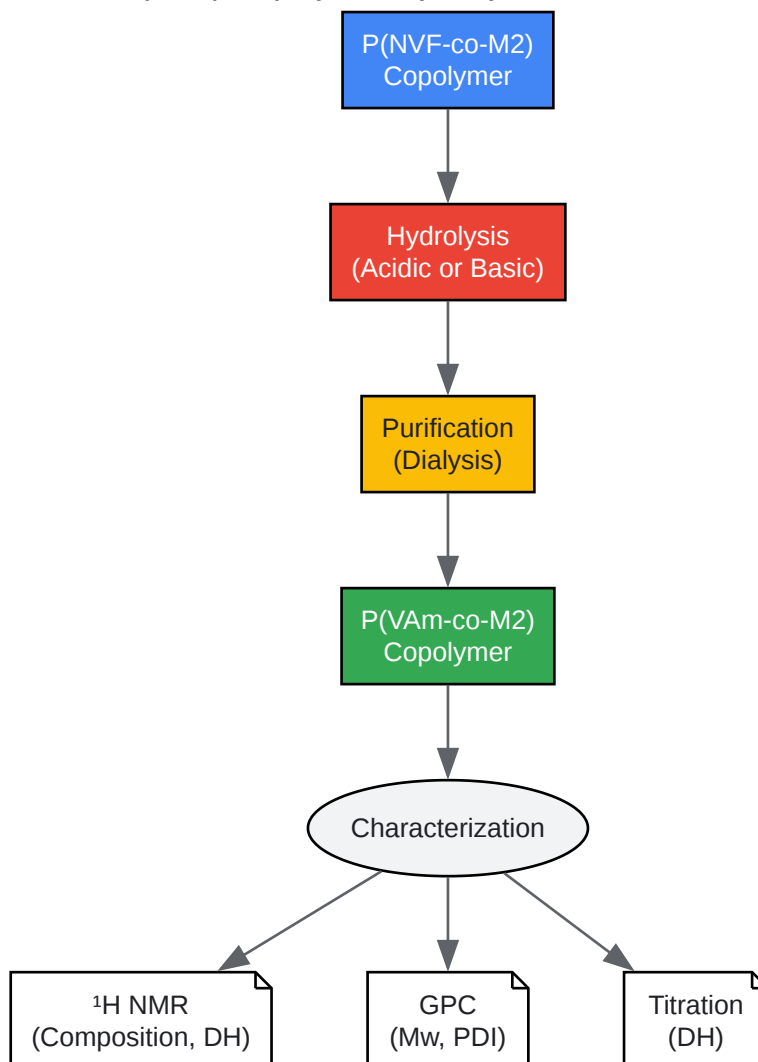 P(NVF-co-M2)
Copolymer
Hydrolysis
(Acidic or Basic)
Purification
(Dialysis)
P(VAm-co-M2)
Copolymer
Characterization
¹H NMR
(Composition, DH)
GPC
(Mw, PDI)
Titration
(DH)